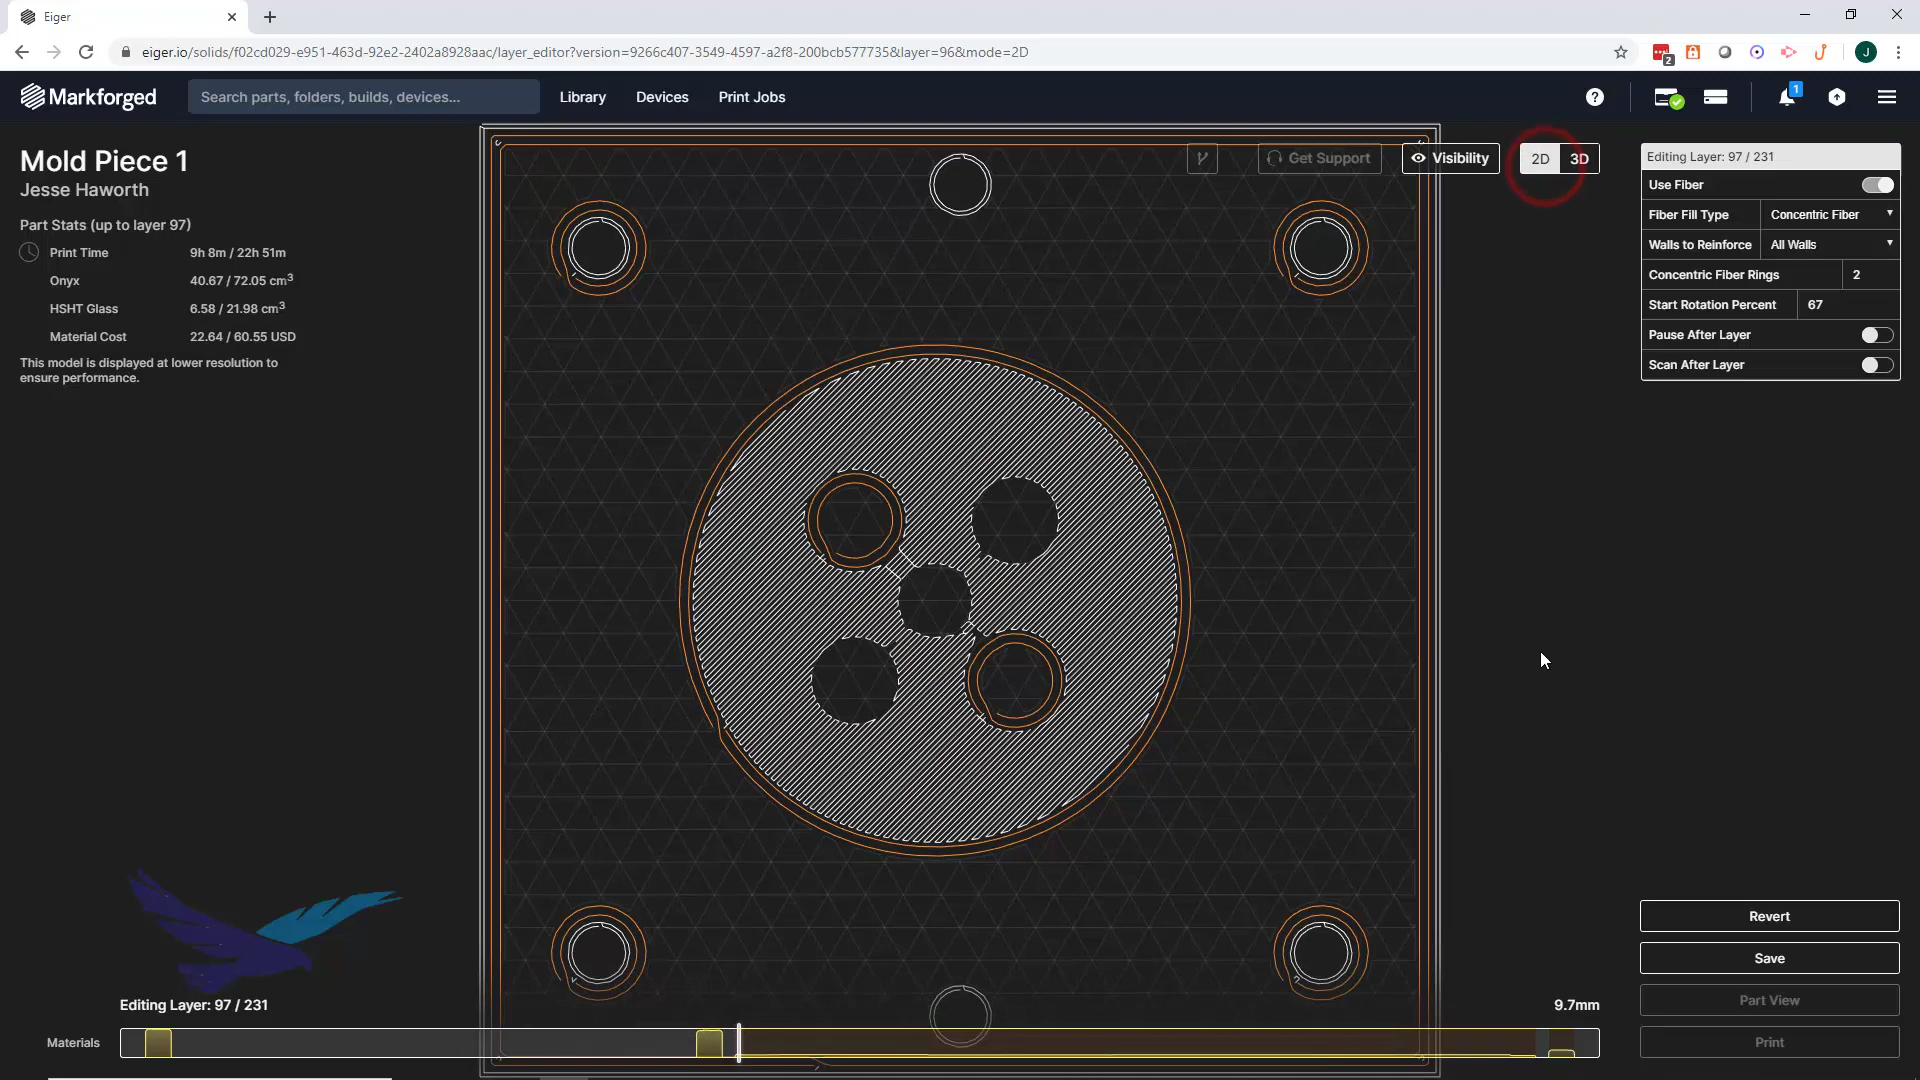 Eiger
eiger.io/solids/f02cd029-e951-463d-92e2-2402a8928aac/layer_editor?version=9266c407-3549-4597-a2f8-200bcb577735&layer=96&mode=2D
2
J
Markforged
Search parts, folders, builds, devices...
Library
Devices
Print Jobs
?
1
Mold Piece 1
Jesse Haworth
Part Stats (up to layer 97)
Print Time 9h 8m / 22h 51m
Onyx 40.67 / 72.05 cm³
HSHT Glass 6.58 / 21.98 cm³
Material Cost 22.64 / 60.55 USD
This model is displayed at lower resolution to
ensure performance.
Get Support
Visibility
2D 3D
Editing Layer: 97 / 231
Use Fiber
Fiber Fill Type Concentric Fiber
Walls to Reinforce All Walls
Concentric Fiber Rings 2
Start Rotation Percent 67
Pause After Layer
Scan After Layer
Revert
Save
Part View
Print
Editing Layer: 97 / 231
9.7mm
Materials